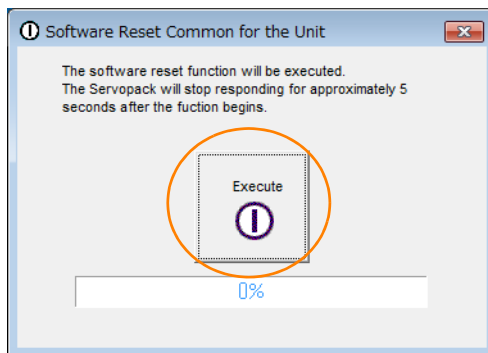 Software Reset Common for the Unit
The software reset function will be executed.
The Servopack will stop responding for approximately 5
seconds after the fuction begins.
Execute
0%